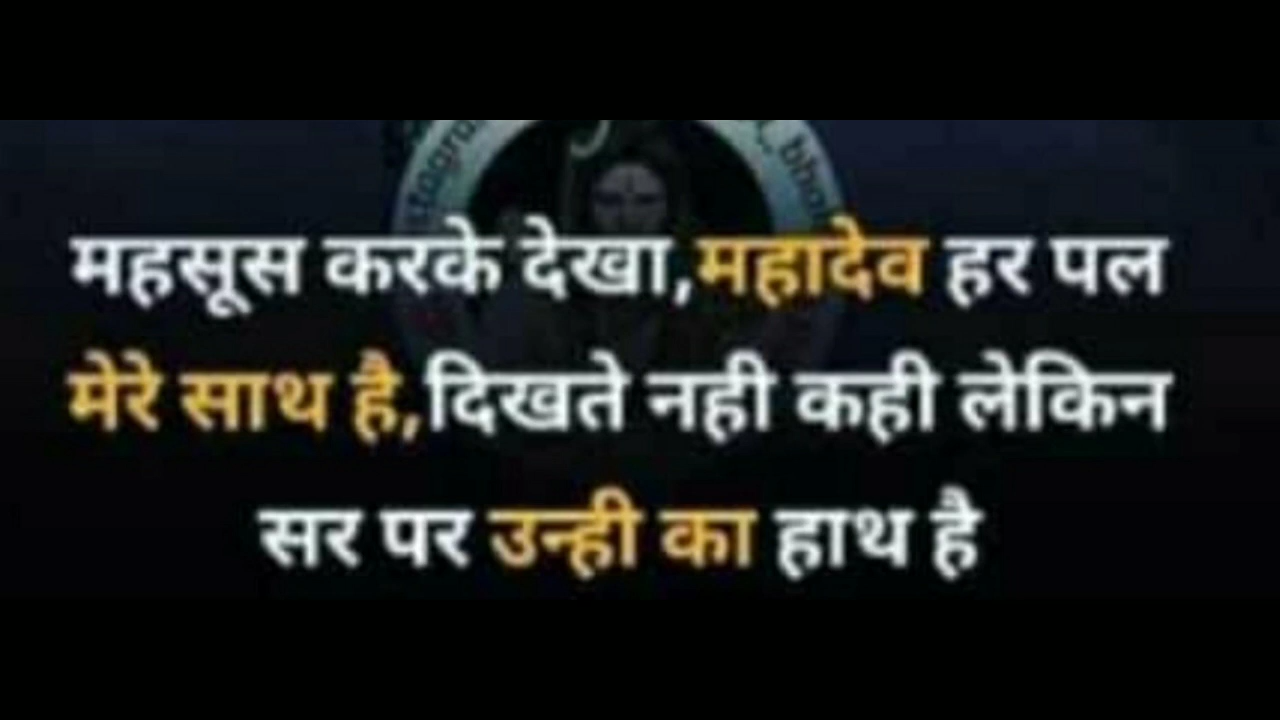 महसूस करके देखा,महादेव हर पल
मेरे साथ है,दिखते नही कही लेकिन
सर पर उन्ही का हाथ है